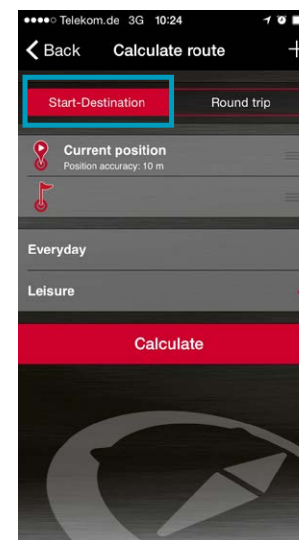 Telekom.de 3G 10:24
Back Calculate route +
Start-Destination Round trip
Current position
Position accuracy: 10 m
Everyday
Leisure
Calculate